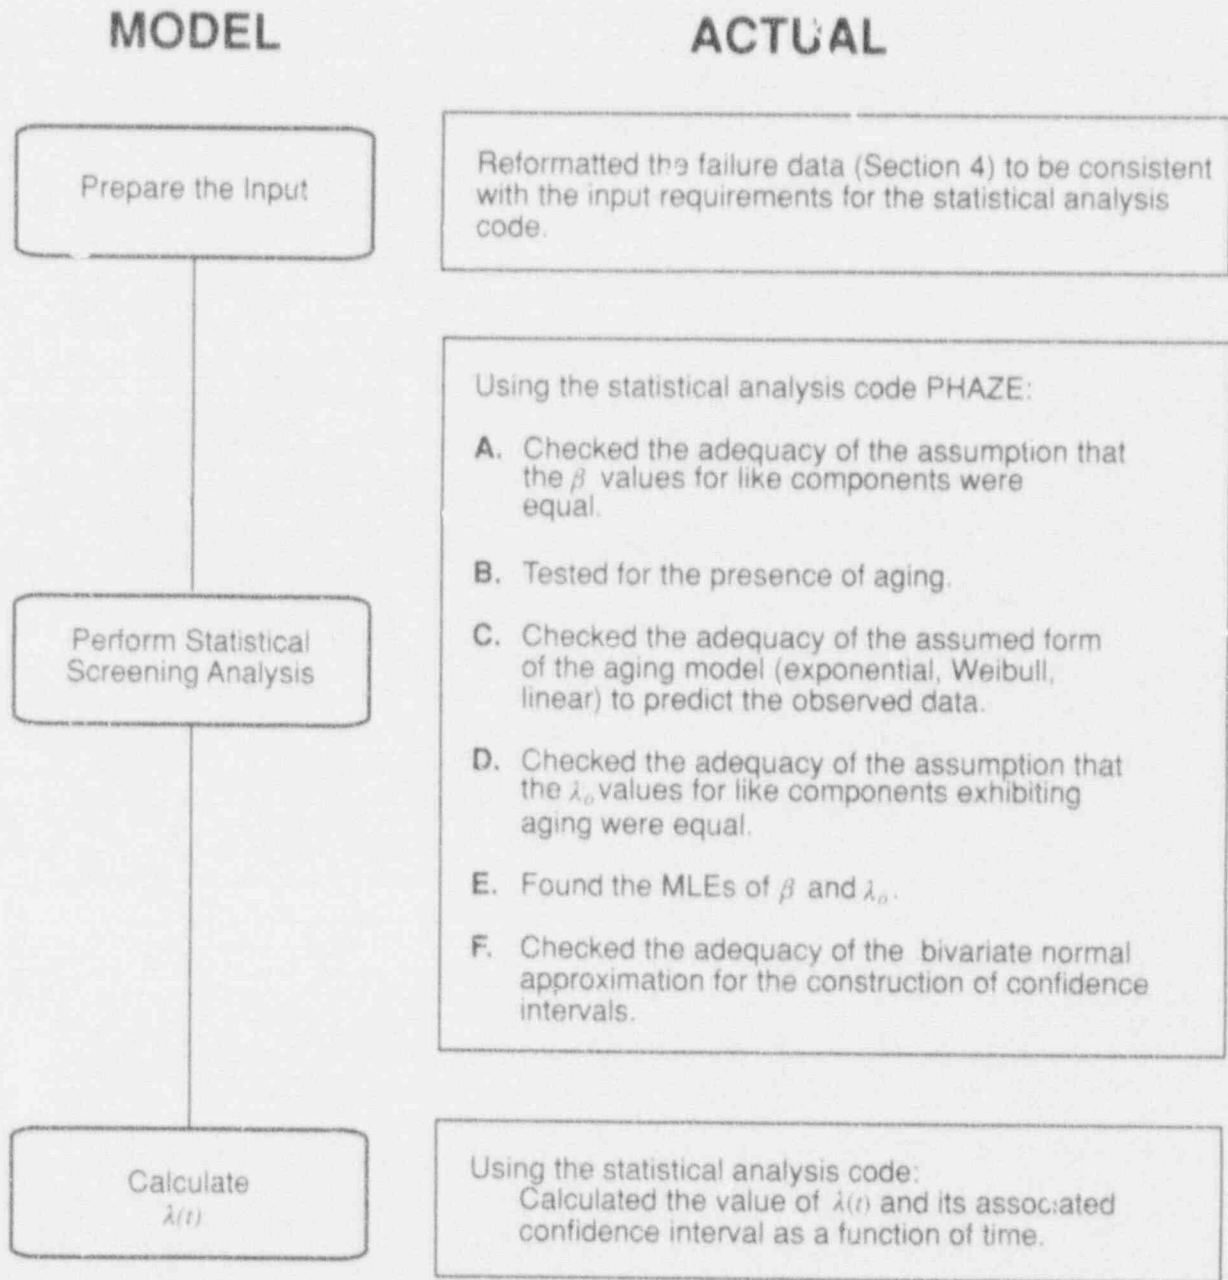 MODEL
ACTUAL
Prepare the Input
Reformatted the failure data (Section 4) to be consistent
with the input requirements for the statistical analysis
code.
Perform Statistical
Screening Analysis
Using the statistical analysis code PHAZE:
A. Checked the adequacy of the assumption that
the β values for like components were
equal.
B. Tested for the presence of aging.
C. Checked the adequacy of the assumed form
of the aging model (exponential, Weibull,
linear) to predict the observed data.
D. Checked the adequacy of the assumption that
the λₒ values for like components exhibiting
aging were equal.
E. Found the MLEs of β and λₒ.
F. Checked the adequacy of the bivariate normal
approximation for the construction of confidence
intervals.
Calculate
λ(t)
Using the statistical analysis code:
Calculated the value of λ(t) and its associated
confidence interval as a function of time.